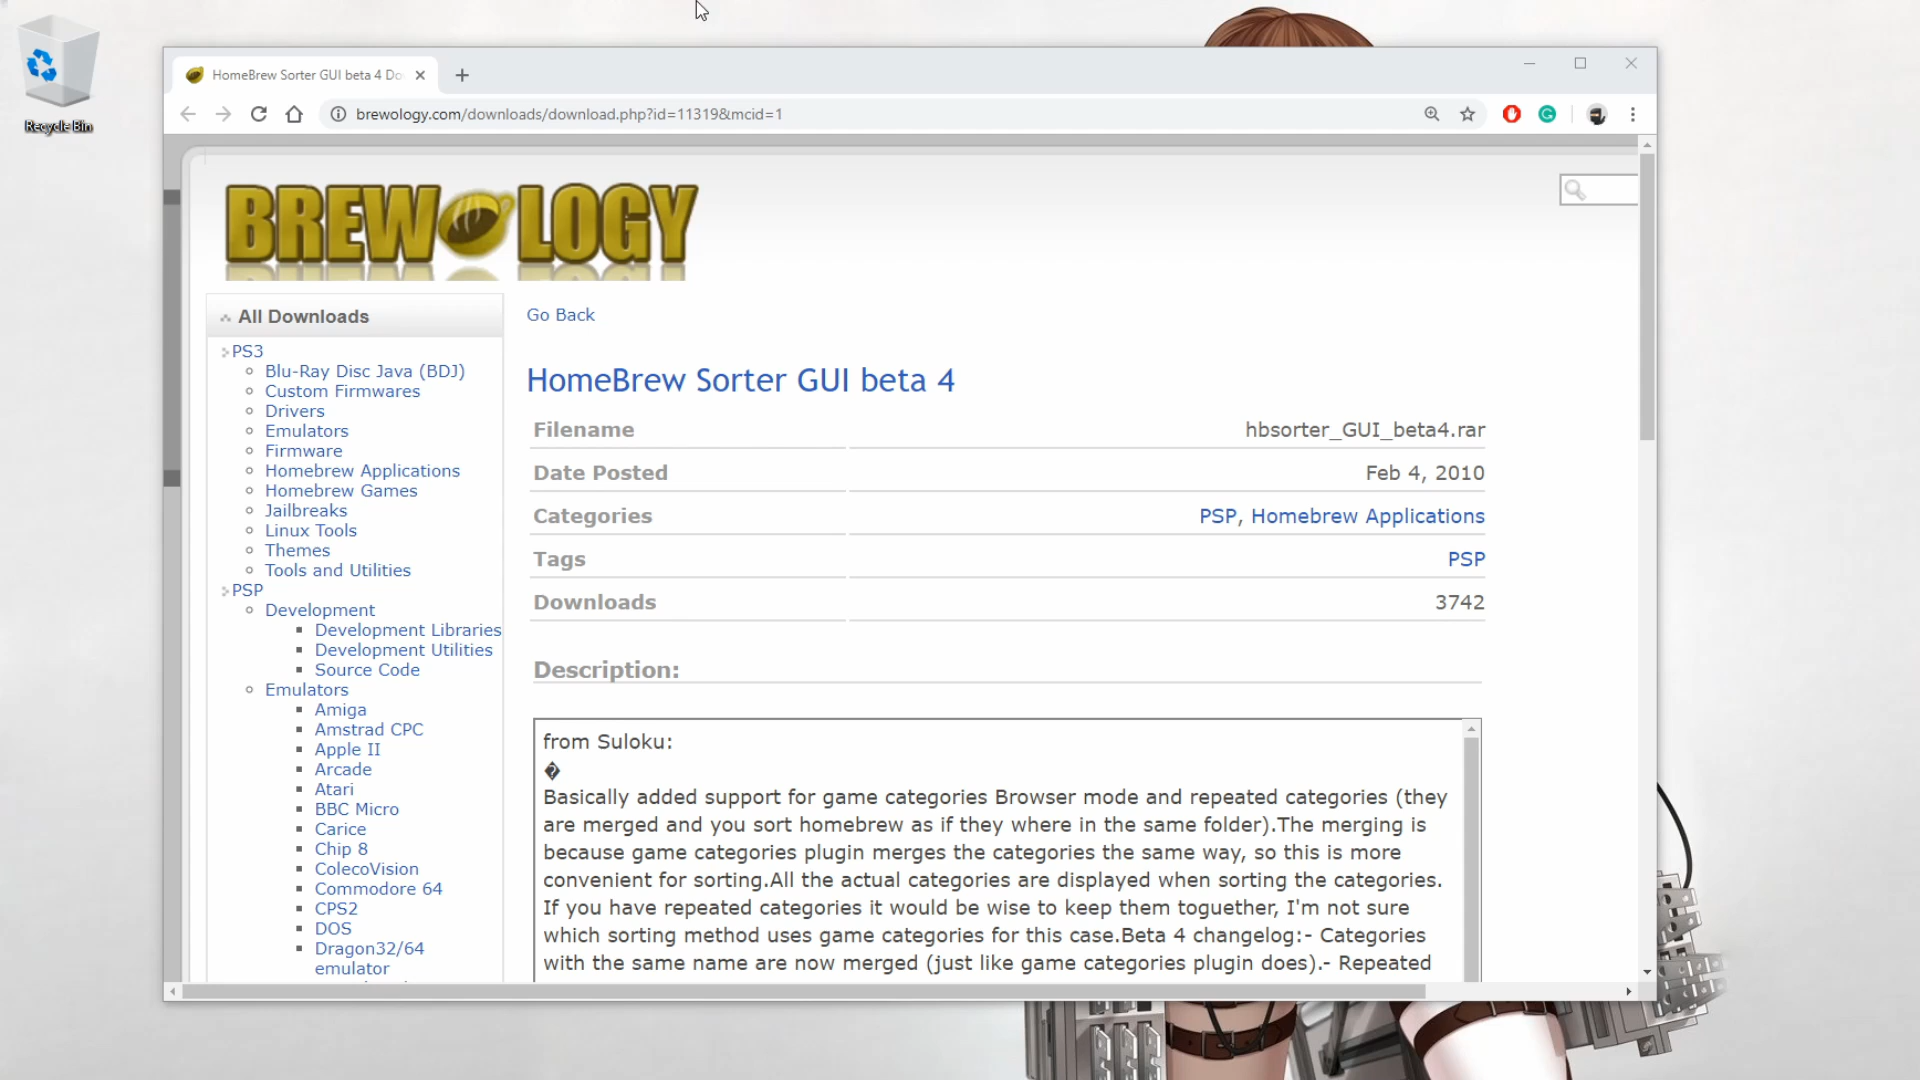 Recycle Bin
HomeBrew Sorter GUI beta 4 Do
brewology.com/downloads/download.php?id=11319&mcid=1
BREWOLOGY
All Downloads
PS3
Blu-Ray Disc Java (BDJ)
Custom Firmwares
Drivers
Emulators
Firmware
Homebrew Applications
Homebrew Games
Jailbreaks
Linux Tools
Themes
Tools and Utilities
PSP
Development
Development Libraries
Development Utilities
Source Code
Emulators
Amiga
Amstrad CPC
Apple II
Arcade
Atari
BBC Micro
Carice
Chip 8
ColecoVision
Commodore 64
CPS2
DOS
Dragon32/64
emulator
Go Back
HomeBrew Sorter GUI beta 4
Filename hbsorter_GUI_beta4.rar
Date Posted Feb 4, 2010
Categories PSP, Homebrew Applications
Tags PSP
Downloads 3742
Description:
from Suloku:
�
Basically added support for game categories Browser mode and repeated categories (they
are merged and you sort homebrew as if they where in the same folder).The merging is
because game categories plugin merges the categories the same way, so this is more
convenient for sorting.All the actual categories are displayed when sorting the categories.
If you have repeated categories it would be wise to keep them toguether, I'm not sure
which sorting method uses game categories for this case.Beta 4 changelog:- Categories
with the same name are now merged (just like game categories plugin does).- Repeated